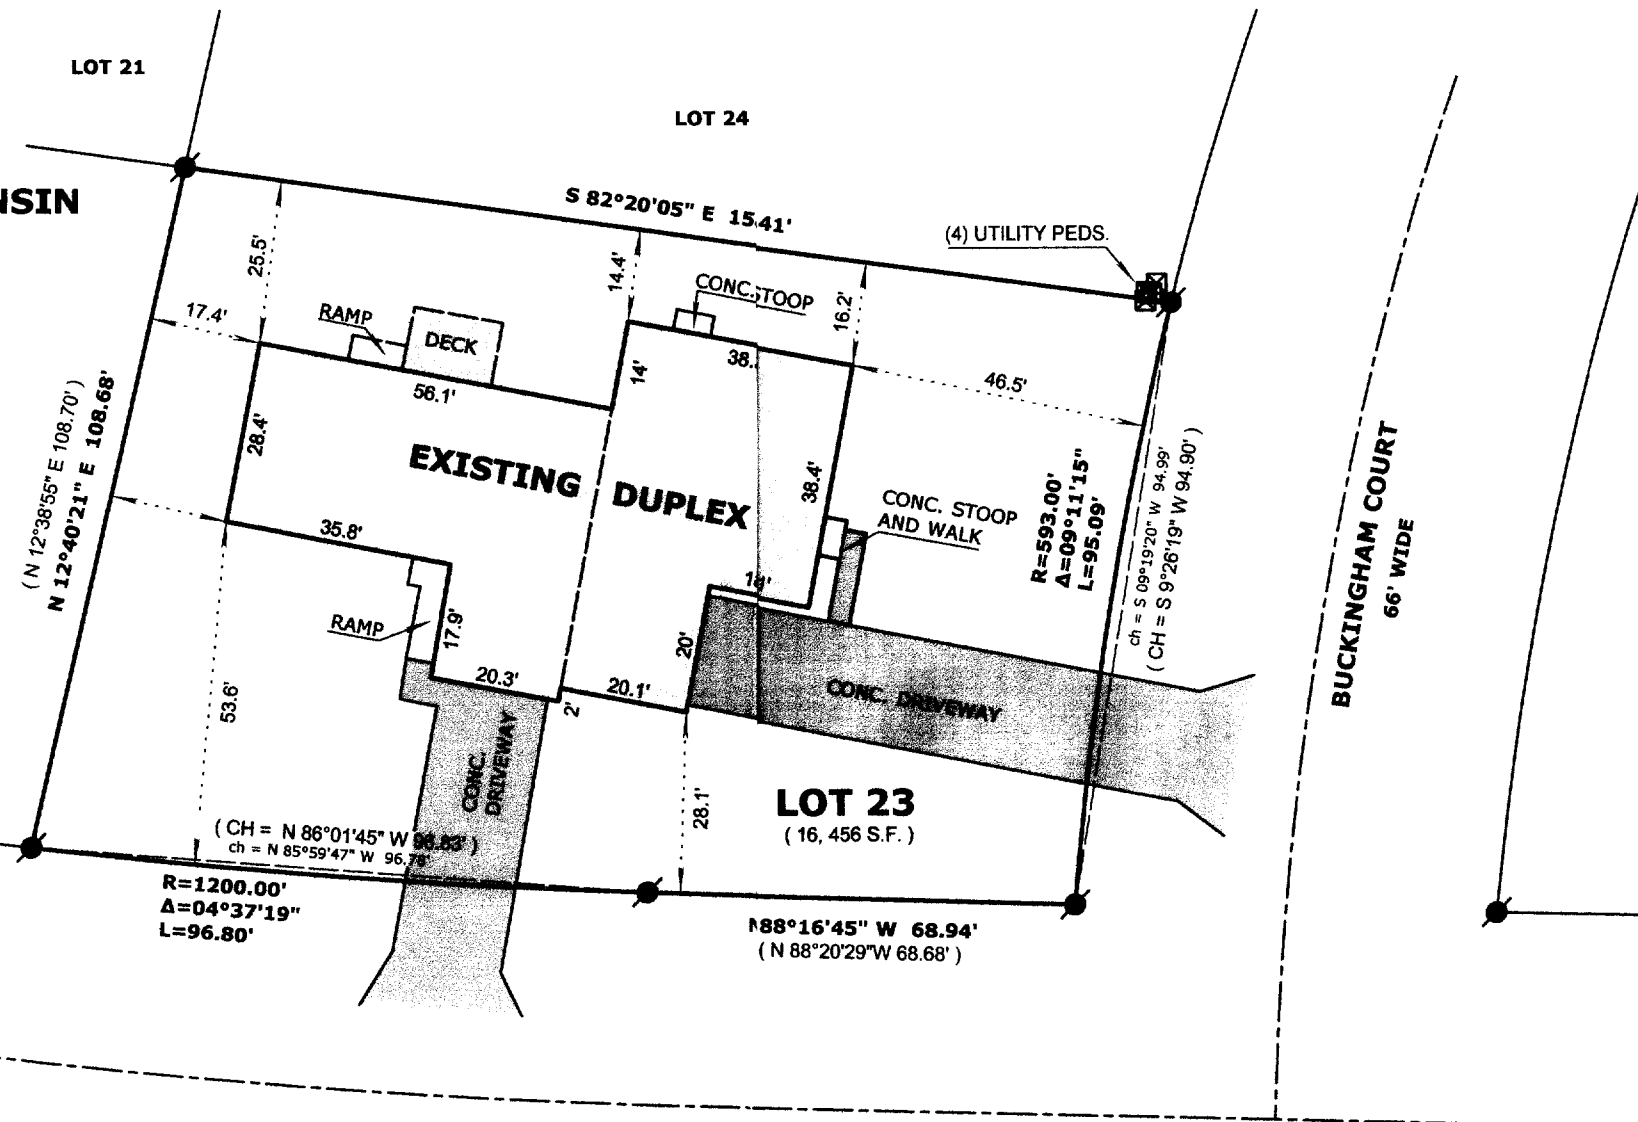 LOT 21
LOT 24
NSIN
S 82°20'05" E 15.41'
(4) UTILITY PEDS.
25.5'
14.4'
CONC. STOOP
16.2'
17.4'
RAMP
DECK
38.
14'
46.5'
56.1'
28.4'
( N 12°38'55" E 108.70' )
N 12°40'21" E 108.68'
EXISTING DUPLEX
38.4'
CONC. STOOP
AND WALK
R=593.00'
Δ=09°11'15"
L=95.09'
ch = S 09°19'20" W 94.99'
( CH = S 9°26'19" W 94.90' )
BUCKINGHAM COURT
66' WIDE
35.8'
18'
RAMP
17.9'
20'
20.3'
20.1'
2'
53.6'
CONC. DRIVEWAY
CONC.
DRIVEWAY
28.1'
LOT 23
( 16, 456 S.F. )
( CH = N 86°01'45" W 96.83' )
ch = N 85°59'47" W 96.78'
R=1200.00'
Δ=04°37'19"
L=96.80'
N88°16'45" W 68.94'
( N 88°20'29"W 68.68' )